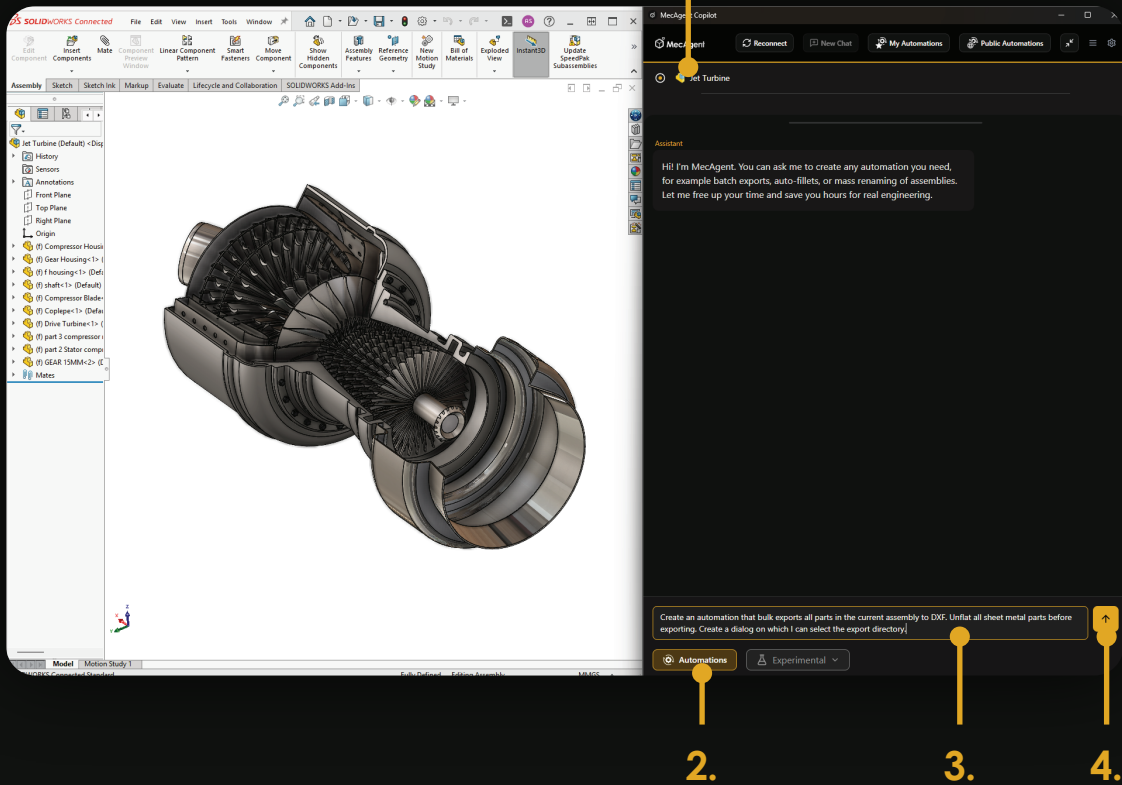 SOLIDWORKS Connected
File Edit View Insert Tools Window
RS
Edit Component
Insert Components
Mate
Component Preview Window
Linear Component Pattern
Smart Fasteners
Move Component
Show Hidden Components
Assembly Features
Reference Geometry
New Motion Study
Bill of Materials
Exploded View
Instant3D
Update SpeedPak Subassemblies
Assembly Sketch Sketch Ink Markup Evaluate Lifecycle and Collaboration SOLIDWORKS Add-Ins
Jet Turbine (Default) <Disp
History
Sensors
Annotations
Front Plane
Top Plane
Right Plane
Origin
(f) Compressor Housi
(f) Gear Housing<1> (
(f) f housing<1> (Defa
(f) shaft<1> (Default)
(f) Compressor Blade<
(f) Coplepe<1> (Defau
(f) Drive Turbine<1> (
(f) part 3 compressor
(f) part 2 Stator comp
(f) GEAR 15MM<2> (D
Mates
Z
X
Y
Model Motion Study 1
SOLIDWORKS Connected Standard Fully Defined Editing Assembly MMGS
MecAgent Copilot
MecAgent
Reconnect New Chat My Automations Public Automations
Jet Turbine
Assistant
Hi! I'm MecAgent. You can ask me to create any automation you need,
for example batch exports, auto-fillets, or mass renaming of assemblies.
Let me free up your time and save you hours for real engineering.
Create an automation that bulk exports all parts in the current assembly to DXF. Unflat all sheet metal parts before
exporting. Create a dialog on which I can select the export directory.
Automations Experimental
2. 3. 4.